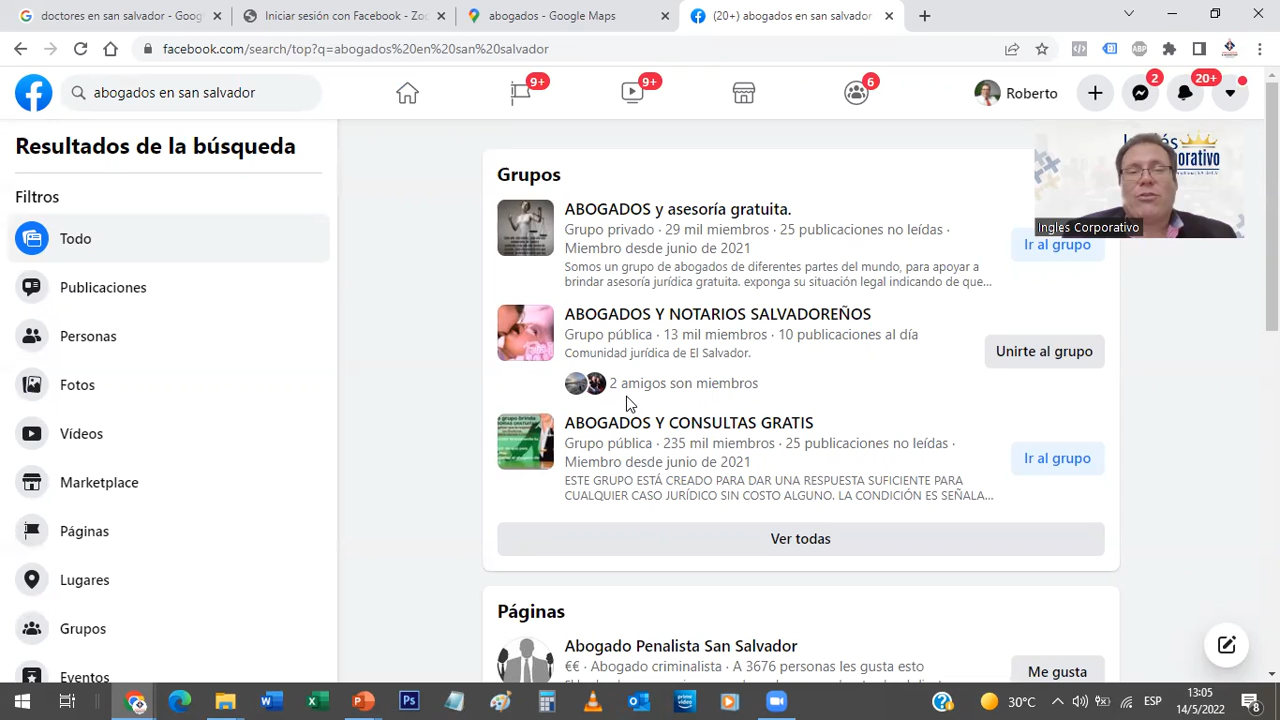 doctores en san salvador - Goog
Iniciar sesión con Facebook - Zoo
abogados - Google Maps
(20+) abogados en san salvador
facebook.com/search/top?q=abogados%20en%20san%20salvador
ABP
abogados en san salvador
9+
9+
6
Roberto
2
20+
Resultados de la búsqueda
Filtros
Todo
Publicaciones
Personas
Fotos
Vídeos
Marketplace
Páginas
Lugares
Grupos
Eventos
Grupos
ABOGADOS y asesoría gratuita.
Grupo privado · 29 mil miembros · 25 publicaciones no leídas ·
Miembro desde junio de 2021
Somos un grupo de abogados de diferentes partes del mundo, para apoyar a
brindar asesoría jurídica gratuita. exponga su situación legal indicando de que...
Ir al grupo
ABOGADOS Y NOTARIOS SALVADOREÑOS
Grupo pública · 13 mil miembros · 10 publicaciones al día
Comunidad jurídica de El Salvador.
2 amigos son miembros
Unirte al grupo
ABOGADOS Y CONSULTAS GRATIS
Grupo pública · 235 mil miembros · 25 publicaciones no leídas ·
Miembro desde junio de 2021
ESTE GRUPO ESTÁ CREADO PARA DAR UNA RESPUESTA SUFICIENTE PARA
CUALQUIER CASO JURÍDICO SIN COSTO ALGUNO. LA CONDICIÓN ES SEÑALA...
Ir al grupo
Ver todas
Páginas
Abogado Penalista San Salvador
€€ · Abogado criminalista · A 3676 personas les gusta esto
Me gusta
Ingles Corporativo
30°C
ESP
13:05
14/5/2022
8